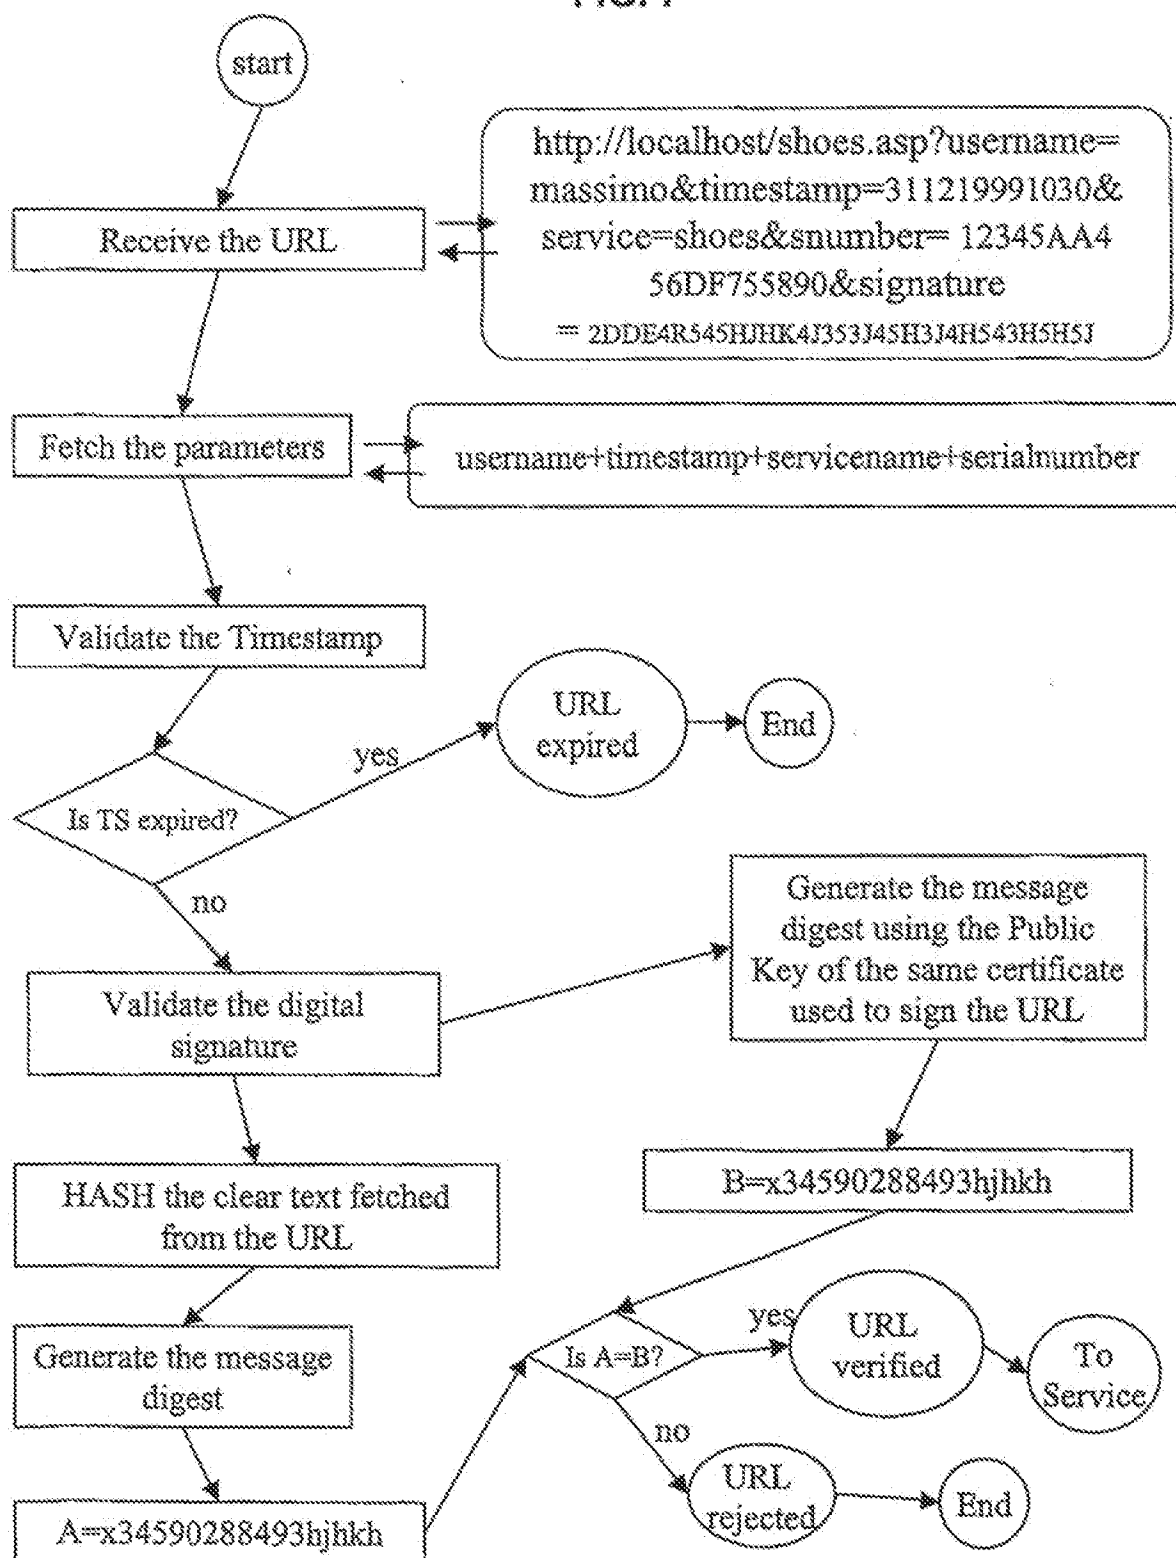 start
Receive the URL
http://localhost/shoes.asp?username=
massimo&timestamp=311219991030&
service=shoes&snumber= 12345AA4
56DF755890&signature
= 2DDE4R545HJHK4J353J45H3J4H543H5H5J
Fetch the parameters
username+timestamp+servicename+serialnumber
Validate the Timestamp
Is TS expired?
yes
URL
expired
End
no
Validate the digital
signature
Generate the message
digest using the Public
Key of the same certificate
used to sign the URL
HASH the clear text fetched
from the URL
B=x34590288493hjhkh
Generate the message
digest
A=x34590288493hjhkh
Is A=B?
yes
URL
verified
To
Service
no
URL
rejected
End